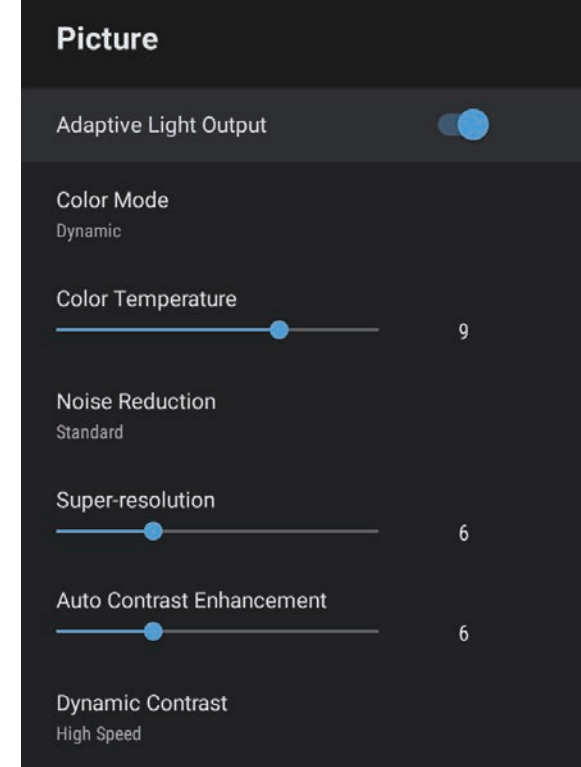 Picture
Adaptive Light Output
Color Mode
Dynamic
Color Temperature
9
Noise Reduction
Standard
Super-resolution
6
Auto Contrast Enhancement
6
Dynamic Contrast
High Speed